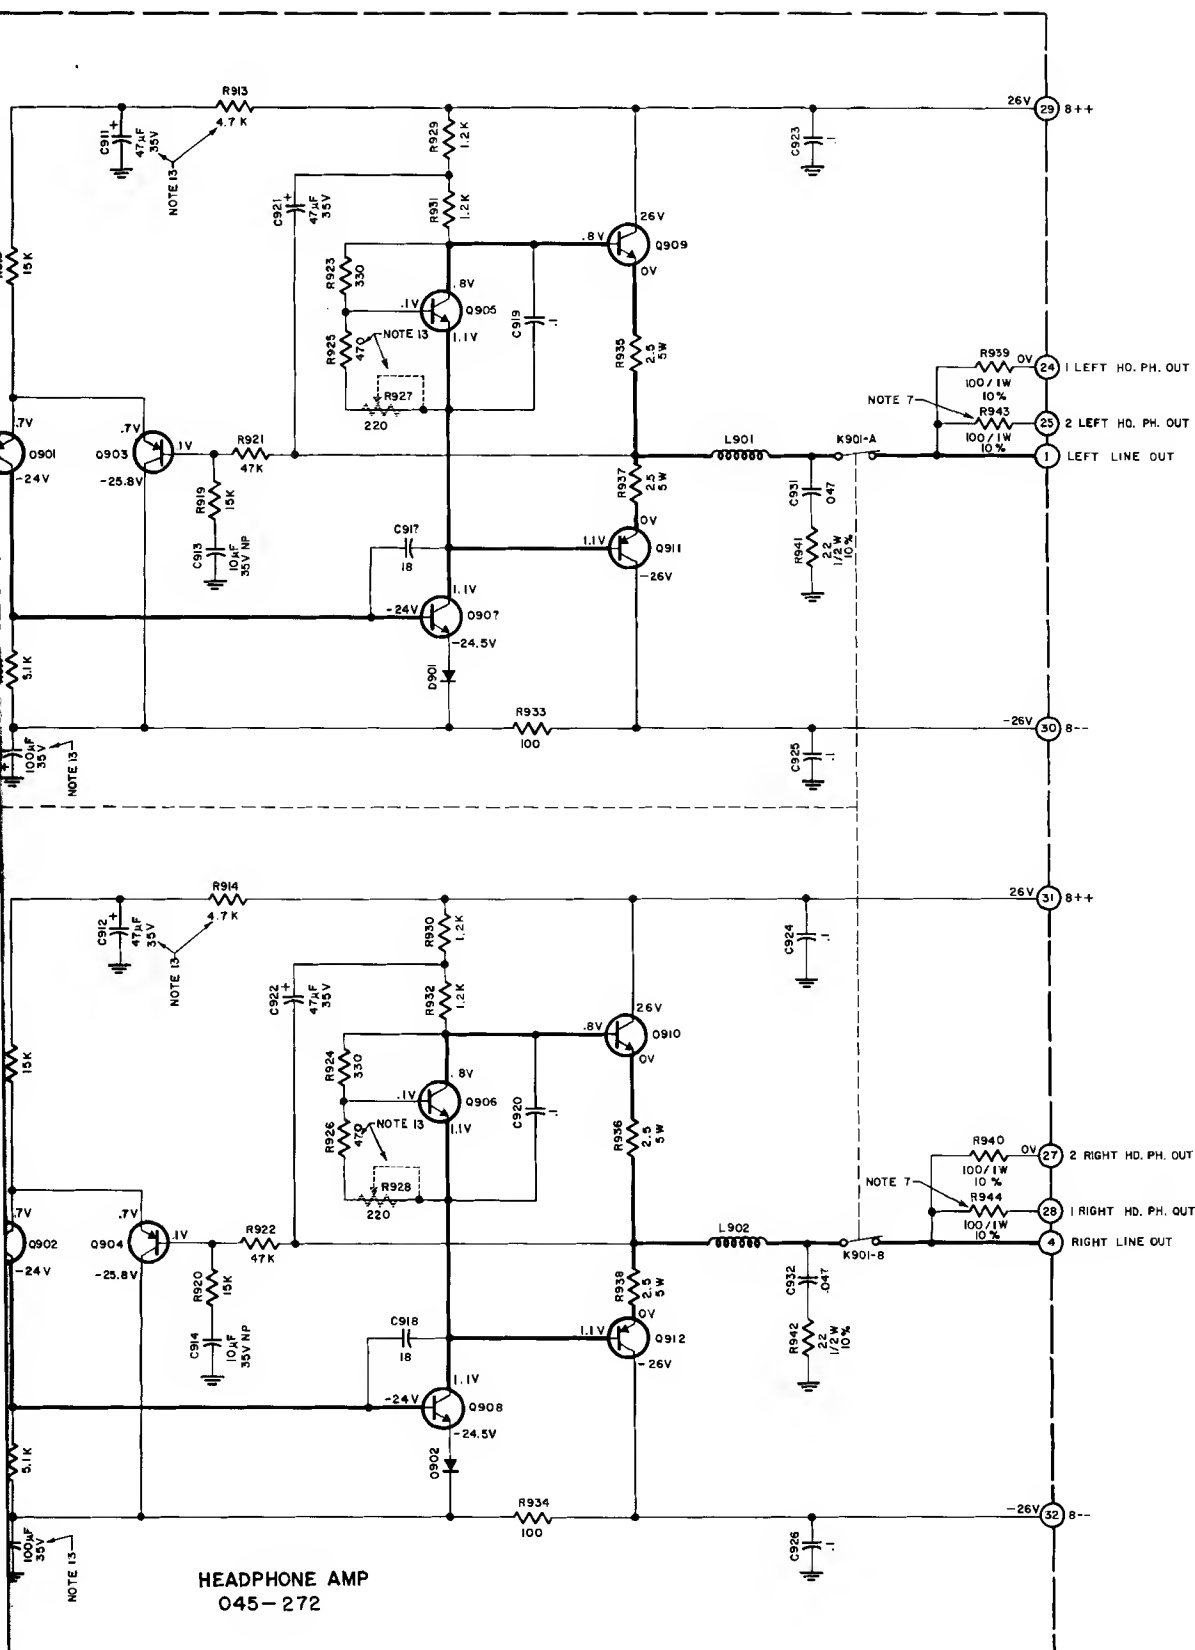 R913
4.7 K
C911
+
47µF
35V
NOTE 13
26V
29
8++
R929
1.2K
C923
.1
C921
+
47µF
35V
R931
1.2K
15K
R923
330
.8V
26V
Q909
0V
.8V
.1V
Q905
1.1V
C919
.1
R925
470
NOTE 13
R927
220
R935
2.5
5W
R939
0V
24
1 LEFT HD. PH. OUT
100/1W
10%
NOTE 7
R943
25
2 LEFT HD. PH. OUT
100/1W
10%
.7V
Q901
-24V
.7V
Q903
-25.8V
.1V
R921
47K
L901
K901-A
1
LEFT LINE OUT
R919
15K
R937
2.5
5W
C931
.047
C913
10µF
35V NP
C917
18
1.1V
0V
Q911
-26V
R941
2.2
1/2W
10%
1.1V
-24V
Q907
-24.5V
5.1K
D901
R933
100
-26V
30
8--
100µF
35V
NOTE 13
C925
.1
R914
4.7 K
C912
+
47µF
35V
NOTE 13
26V
31
8++
R930
1.2K
C924
.1
C922
+
47µF
35V
R932
1.2K
15K
R924
330
.8V
26V
Q910
0V
.8V
.1V
Q906
1.1V
C920
.1
R926
470
NOTE 13
R928
220
R936
2.5
5W
R940
0V
27
2 RIGHT HD. PH. OUT
100/1W
10%
NOTE 7
R944
28
1 RIGHT HD. PH. OUT
100/1W
10%
.7V
Q902
-24V
.7V
Q904
-25.8V
.1V
R922
47K
L902
K901-B
4
RIGHT LINE OUT
R920
15K
R938
2.5
5W
C932
.047
C914
10µF
35V NP
C918
18
1.1V
0V
Q912
-26V
R942
22
1/2W
10%
1.1V
-24V
Q908
-24.5V
5.1K
D902
R934
100
-26V
32
8--
100µF
35V
NOTE 13
C926
.1
HEADPHONE AMP
045-272